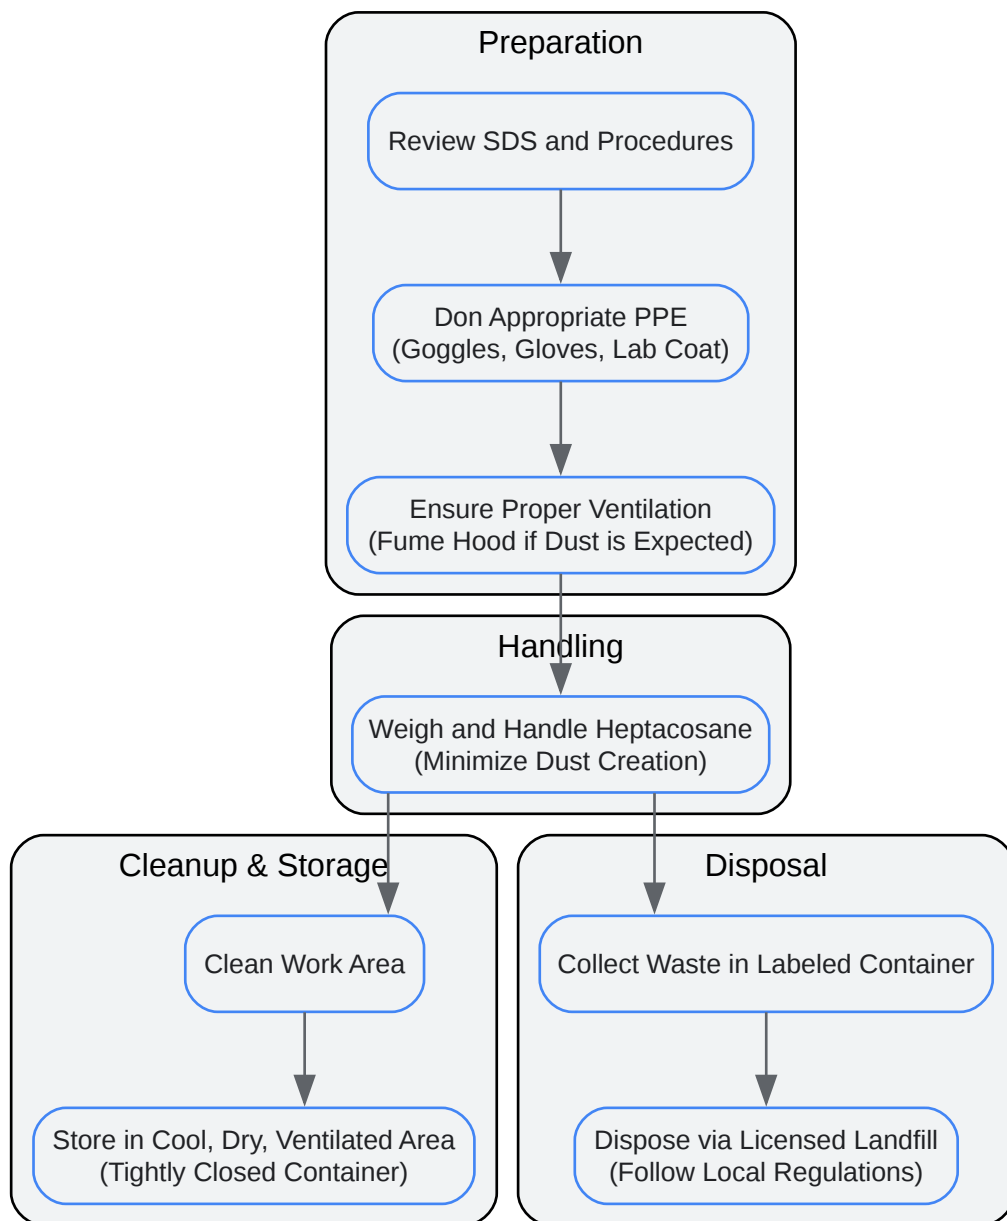 Preparation
Review SDS and Procedures
Don Appropriate PPE
(Goggles, Gloves, Lab Coat)
Ensure Proper Ventilation
(Fume Hood if Dust is Expected)
Handling
Weigh and Handle Heptacosane
(Minimize Dust Creation)
Cleanup & Storage
Clean Work Area
Store in Cool, Dry, Ventilated Area
(Tightly Closed Container)
Disposal
Collect Waste in Labeled Container
Dispose via Licensed Landfill
(Follow Local Regulations)